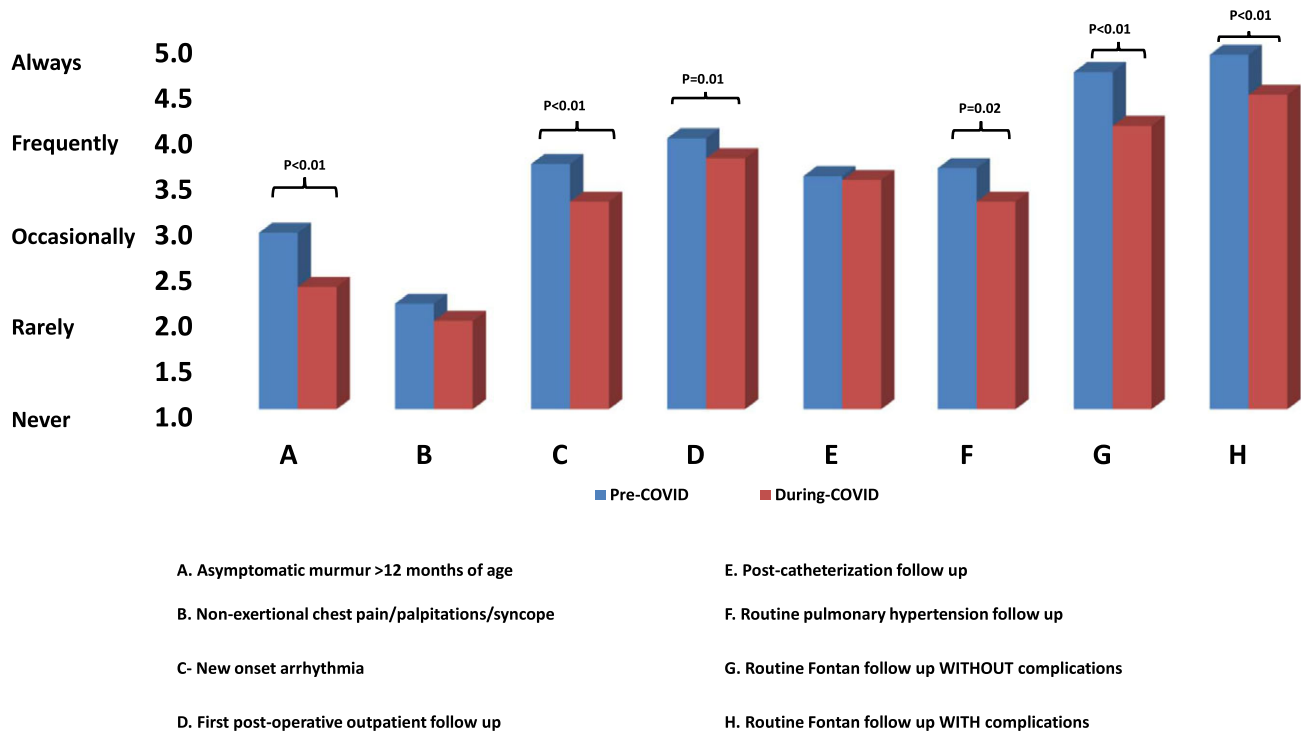 P<0.01
P<0.01
Always 5.0
P=0.01
4.5
P<0.01
P=0.02
Frequently 4.0
P<0.01
3.5
Occasionally 3.0
2.5
Rarely 2.0
1.5
Never 1.0
A B C D E F G H
Pre-COVID During-COVID
A. Asymptomatic murmur >12 months of age
B. Non-exertional chest pain/palpitations/syncope
C- New onset arrhythmia
D. First post-operative outpatient follow up
E. Post-catheterization follow up
F. Routine pulmonary hypertension follow up
G. Routine Fontan follow up WITHOUT complications
H. Routine Fontan follow up WITH complications